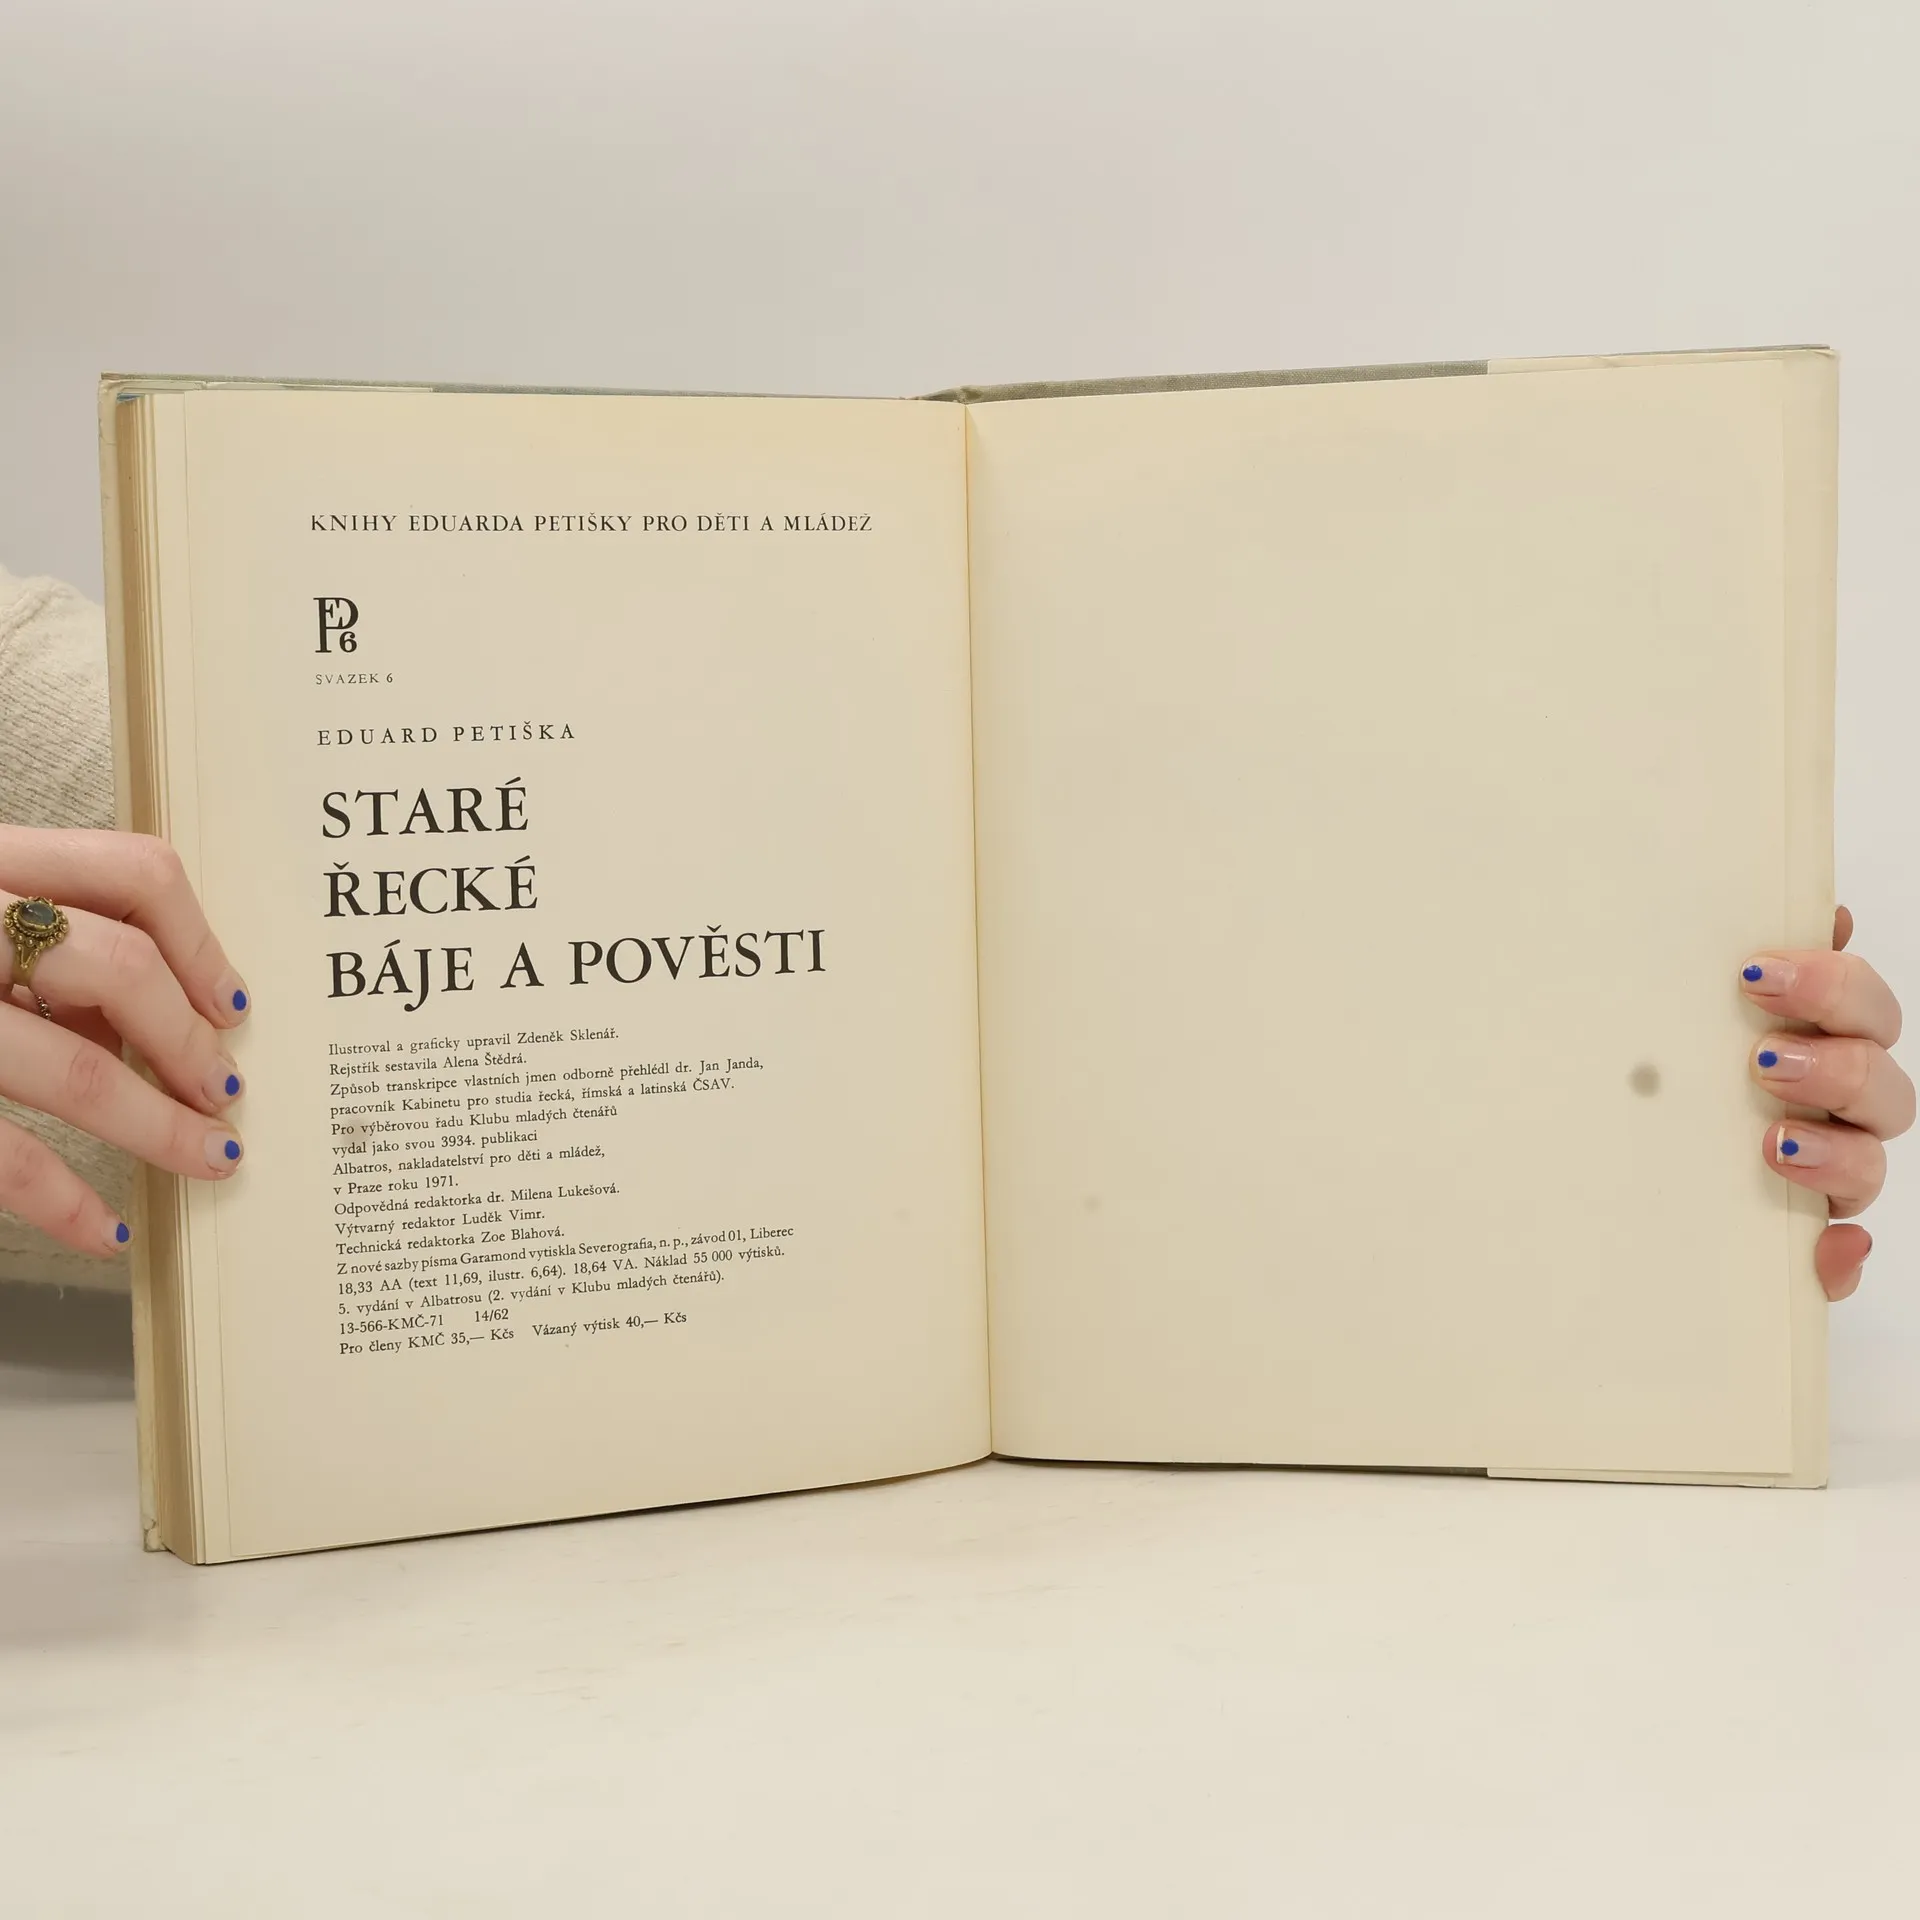 KNIHY EDUARDA PETIŠKY PRO DĚTI A MLÁDEŽ
EP6
SVAZEK 6
EDUARD PETIŠKA
STARÉ
ŘECKÉ
BÁJE A POVĚSTI
Ilustroval a graficky upravil Zdeněk Sklenář.
Rejstřík sestavila Alena Štědrá.
Způsob transkripce vlastních jmen odborně přehlédl dr. Jan Janda,
pracovník Kabinetu pro studia řecká, římská a latinská ČSAV.
Pro výběrovou řadu Klubu mladých čtenářů
vydal jako svou 3934. publikaci
Albatros, nakladatelství pro děti a mládež,
v Praze roku 1971.
Odpovědná redaktorka dr. Milena Lukešová.
Výtvarný redaktor Luděk Vimr.
Technická redaktorka Zoe Blahová.
Z nové sazby písma Garamond vytiskla Severografia, n. p., závod 01, Liberec
18,33 AA (text 11,69, ilustr. 6,64). 18,64 VA. Náklad 55 000 výtisků.
5. vydání v Albatrosu (2. vydání v Klubu mladých čtenářů).
13-566-KMČ-71 14/62
Pro členy KMČ 35,— Kčs Vázaný výtisk 40,— Kčs